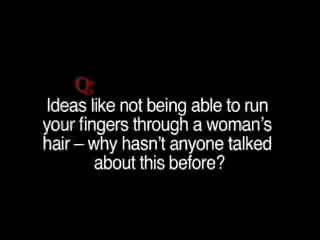 Q:
Ideas like not being able to run
your fingers through a woman's
hair – why hasn't anyone talked
about this before?